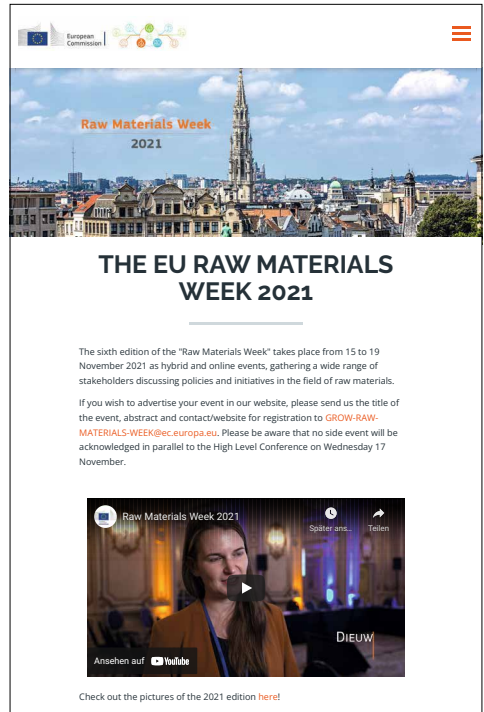 European
Commission
Raw Materials Week
2021
THE EU RAW MATERIALS
WEEK 2021
The sixth edition of the "Raw Materials Week" takes place from 15 to 19
November 2021 as hybrid and online events, gathering a wide range of
stakeholders discussing policies and initiatives in the field of raw materials.
If you wish to advertise your event in our website, please send us the title of
the event, abstract and contact/website for registration to GROW-RAW-
MATERIALS-WEEK@ec.europa.eu. Please be aware that no side event will be
acknowledged in parallel to the High Level Conference on Wednesday 17
November.
Raw Materials Week 2021
Später ans...
Teilen
DIEUW
Ansehen auf YouTube
Check out the pictures of the 2021 edition here!